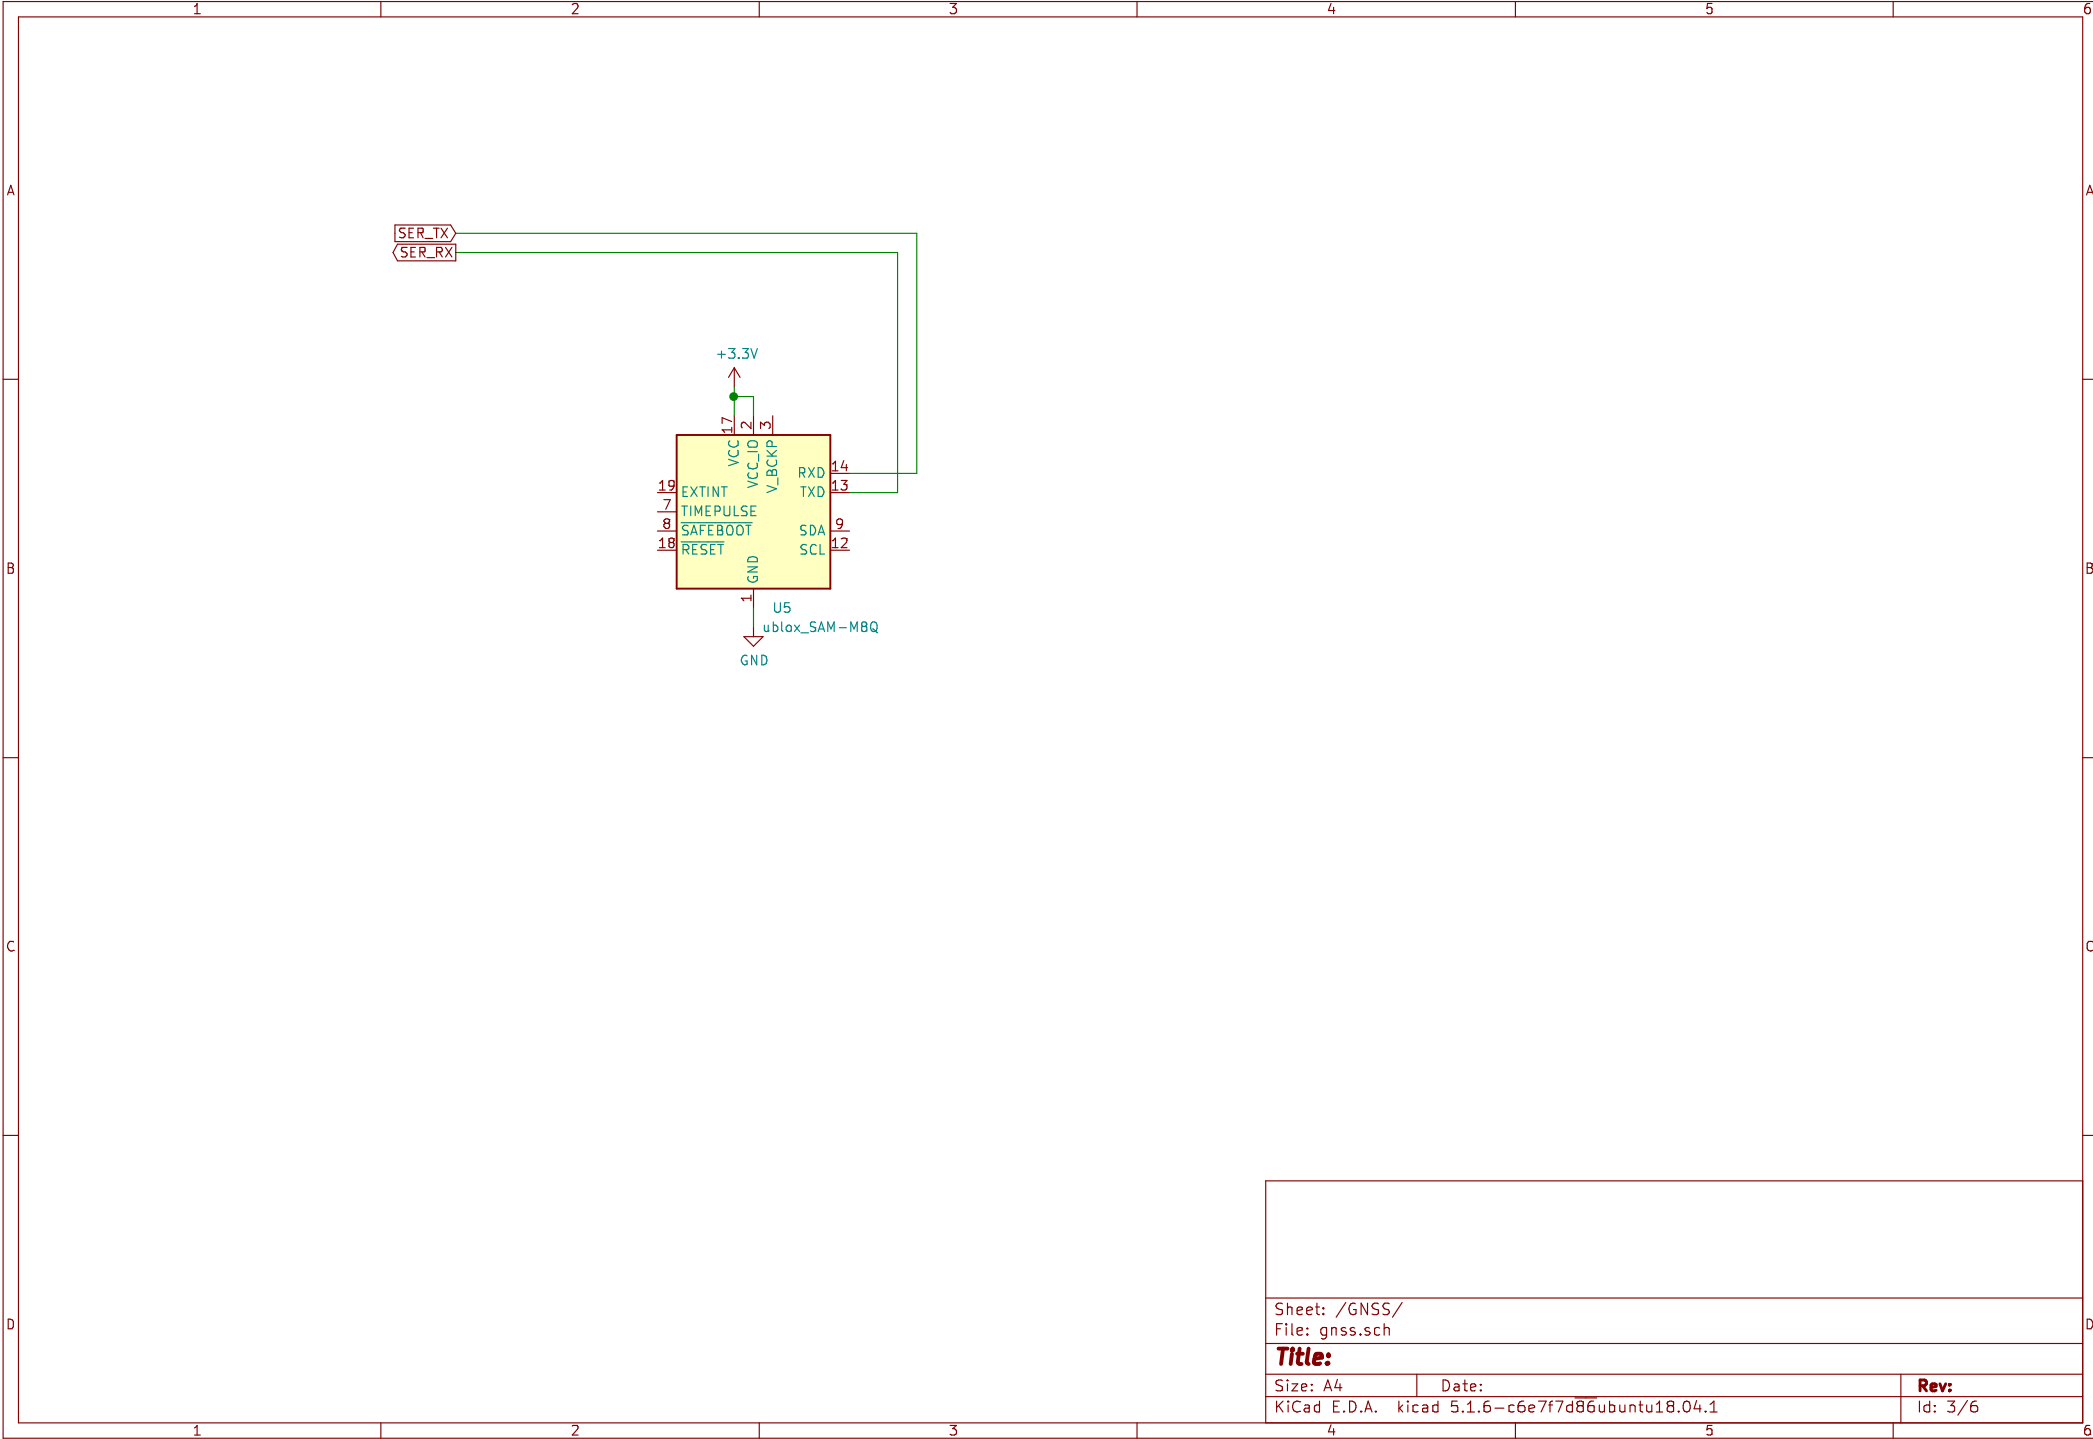 1 2 3 4 5 6
A A
SER_TX
SER_RX
+3.3V
17 2 3
VCC VCC_IO V_BCKP
RXD 14
TXD 13
19 EXTINT
7 TIMEPULSE
8 SAFEBOOT
SDA 9
18 RESET
SCL 12
GND
1
U5
ublox_SAM-M8Q
GND
B B
C C
D D
Sheet: /GNSS/
File: gnss.sch
Title:
Size: A4 Date: Rev:
KiCad E.D.A. kicad 5.1.6-c6e7f7d86ubuntu18.04.1 Id: 3/6
1 2 3 4 5 6